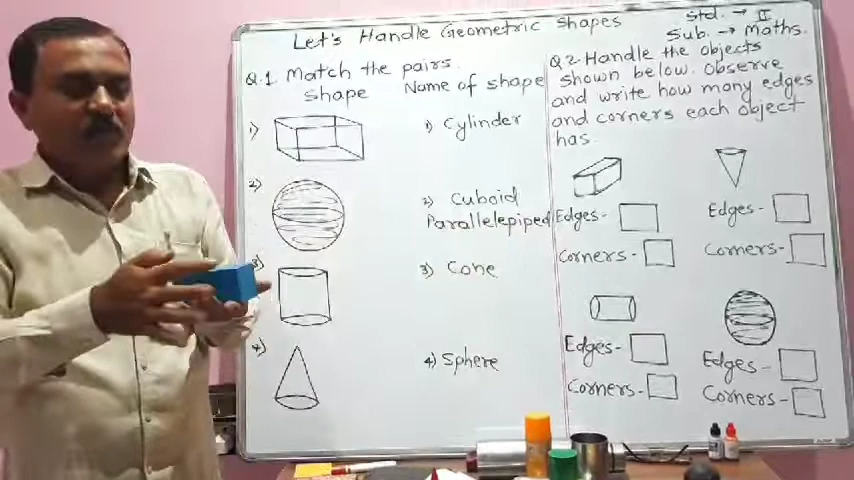 Let's Handle Geometric shapes
Std. → II
Sub. → Maths.
Q.1 Match the pairs.
shape Name of shape
1) 1) Cylinder
2) 2) Cuboid
Parallelepiped
3) 3) Cone
4) 4) Sphere
Q2 - Handle the objects
shown below. Observe
and write how many edges
and corners each object
has.
Edges- Edges-
Corners- Corners-
Edges- Edges-
Corners- Corners-